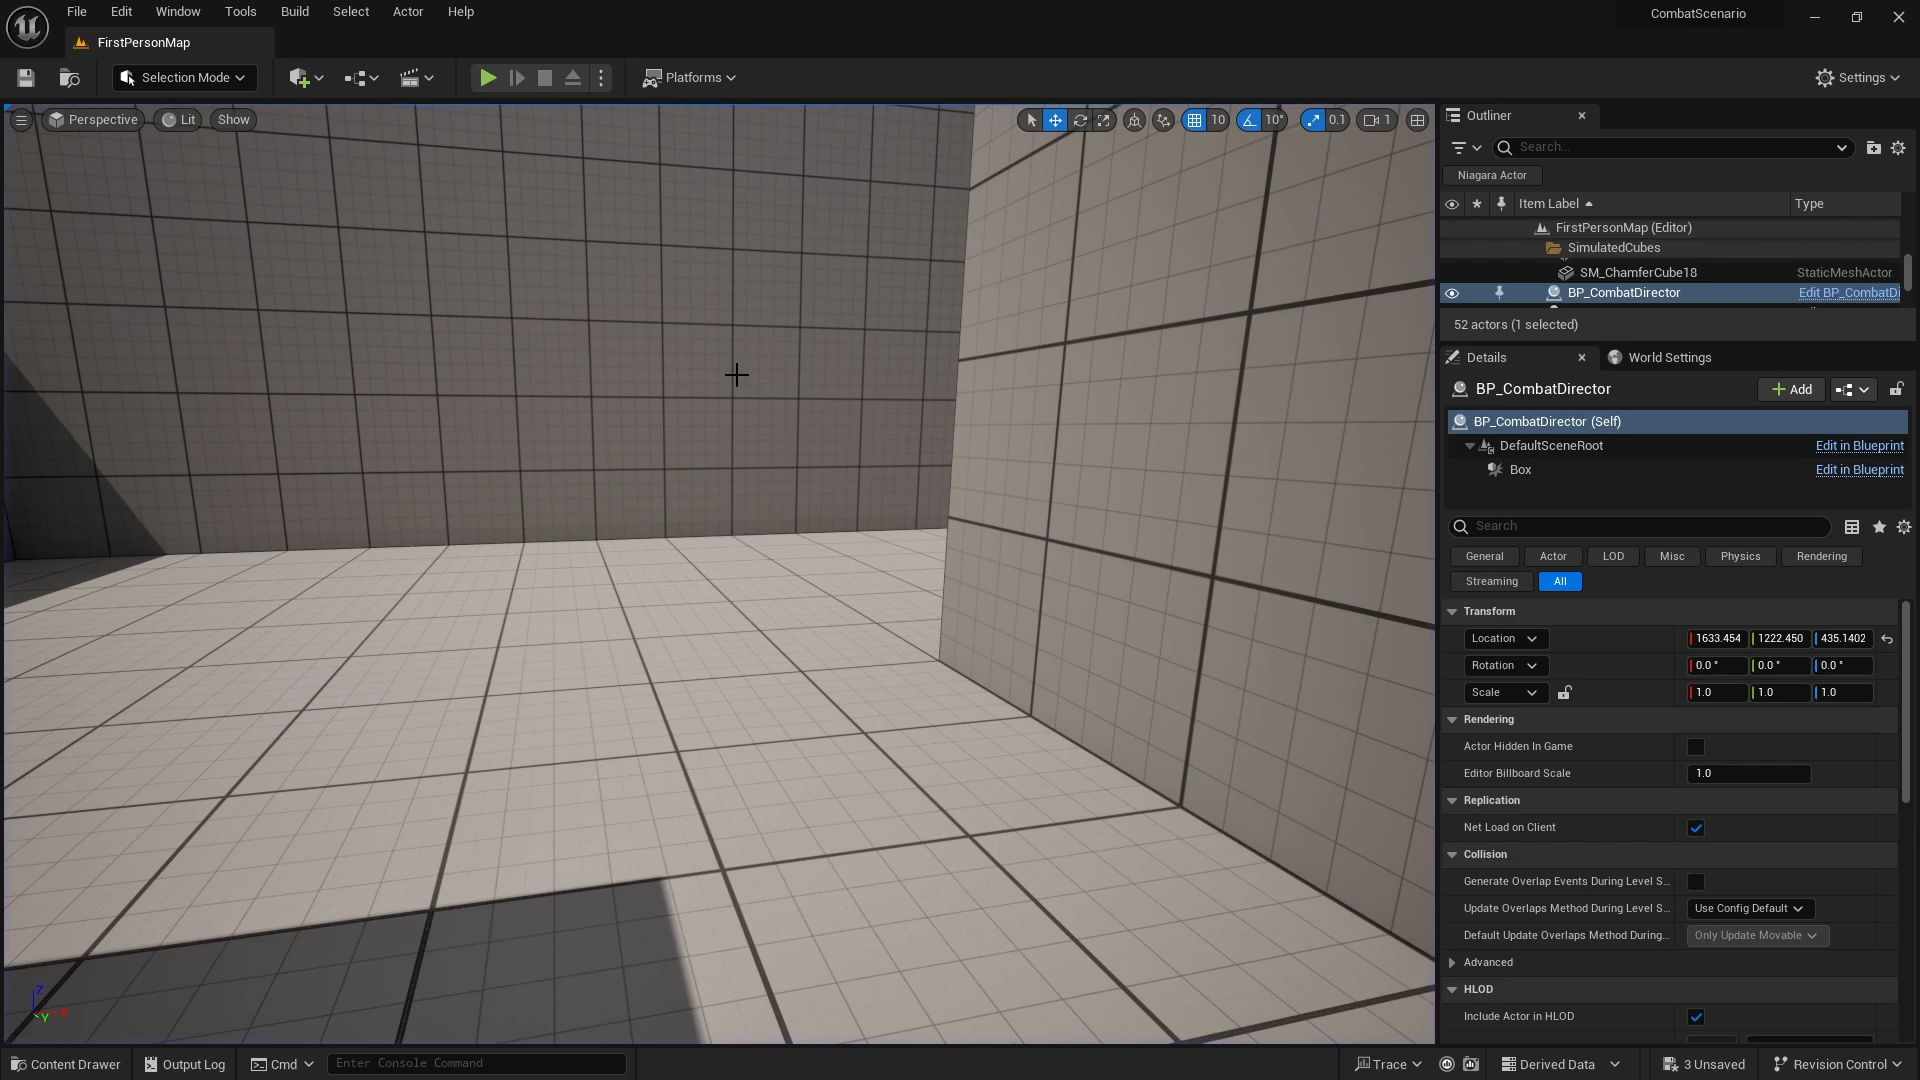 File Edit Window Tools Build Select Actor Help
CombatScenario
FirstPersonMap
Selection Mode
Platforms
Settings
Perspective Lit Show
10 10° 0.1 1
Outliner
Search...
Niagara Actor
Item Label Type
FirstPersonMap (Editor)
SimulatedCubes
SM_ChamferCube18 StaticMeshActor
BP_CombatDirector Edit BP_CombatDi
52 actors (1 selected)
Details World Settings
BP_CombatDirector Add
BP_CombatDirector (Self)
DefaultSceneRoot Edit in Blueprint
Box Edit in Blueprint
Search
General Actor LOD Misc Physics Rendering
Streaming All
Transform
Location 1633.454 1222.450 435.1402
Rotation 0.0 ° 0.0 ° 0.0 °
Scale 1.0 1.0 1.0
Rendering
Actor Hidden In Game
Editor Billboard Scale 1.0
Replication
Net Load on Client
Collision
Generate Overlap Events During Level S...
Update Overlaps Method During Level S... Use Config Default
Default Update Overlaps Method During... Only Update Movable
Advanced
HLOD
Include Actor in HLOD
Z
X
Y
Content Drawer Output Log Cmd Enter Console Command Trace Derived Data 3 Unsaved Revision Control